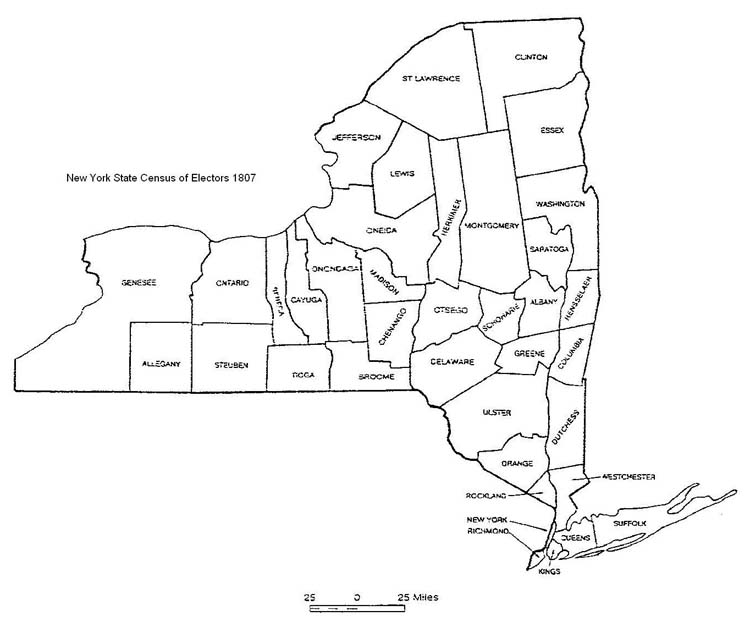 ST LAWRENCE
CLINTON
ESSEX
JEFFERSON
LEWIS
New York State Census of Electors 1807
HERKIMER
MONTGOMERY
WASHINGTON
ONEIDA
SARATOGA
GENESEE
ONTARIO
SENECA
CAYUGA
ONONDAGA
MADISON
CHENANGO
OTSEGO
SCHOHARIE
ALBANY
RENSSELAER
ALLEGANY
STEUBEN
TIOGA
BROOME
DELAWARE
GREENE
COLUMBIA
ULSTER
DUTCHESS
ORANGE
WESTCHESTER
ROCKLAND
NEW YORK
RICHMOND
QUEENS
SUFFOLK
KINGS
25 0 25 Miles